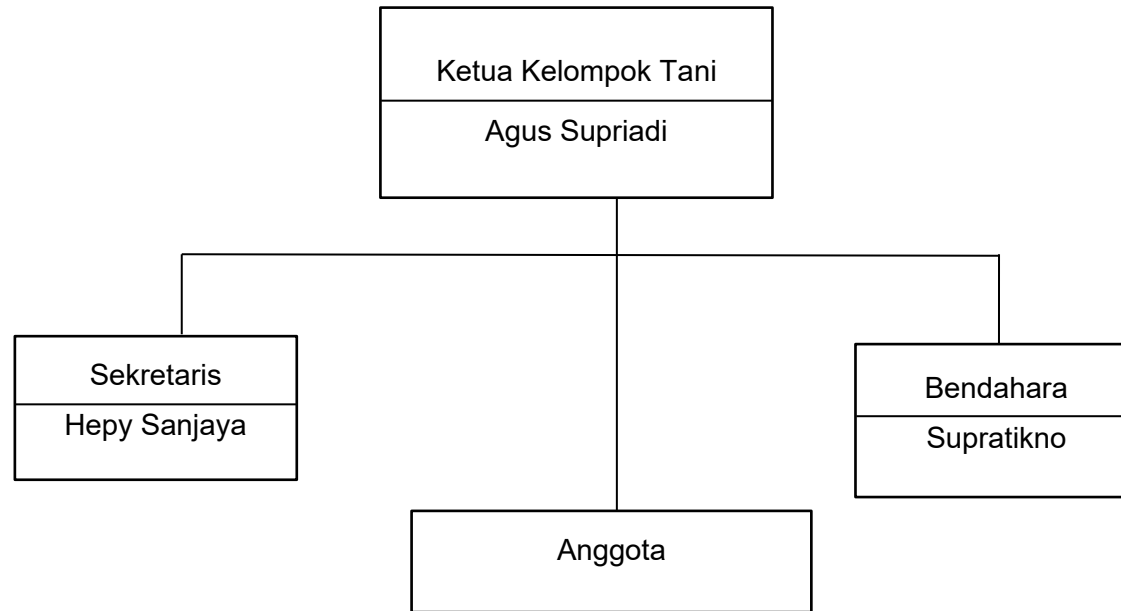 Ketua Kelompok Tani
Agus Supriadi
Sekretaris
Hepy Sanjaya
Bendahara
Supratikno
Anggota